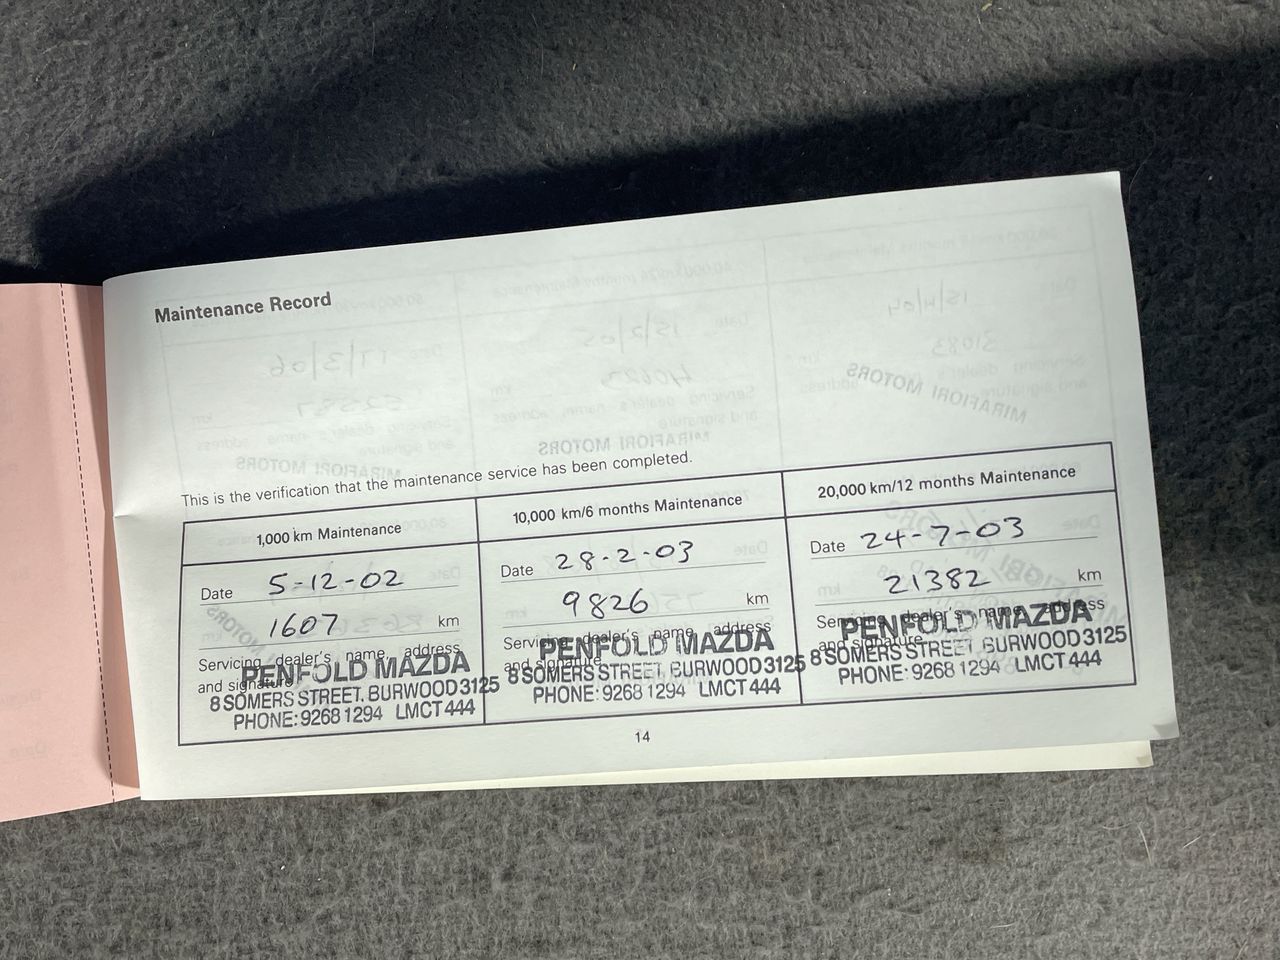 Maintenance Record
This is the verification that the maintenance service has been completed.
1,000 km Maintenance
Date 5-12-02
1607 km
Servicing dealer's name, address
and signature
PENFOLD MAZDA
8 SOMERS STREET, BURWOOD 3125
PHONE: 9268 1294 LMCT 444
10,000 km/6 months Maintenance
Date 28-2-03
9826 km
Servicing dealer's name, address
and signature
PENFOLD MAZDA
8 SOMERS STREET, BURWOOD 3125
PHONE: 9268 1294 LMCT 444
20,000 km/12 months Maintenance
Date 24-7-03
21382 km
Servicing dealer's name, address
and signature
PENFOLD MAZDA
8 SOMERS STREET, BURWOOD 3125
PHONE: 9268 1294 LMCT 444
14